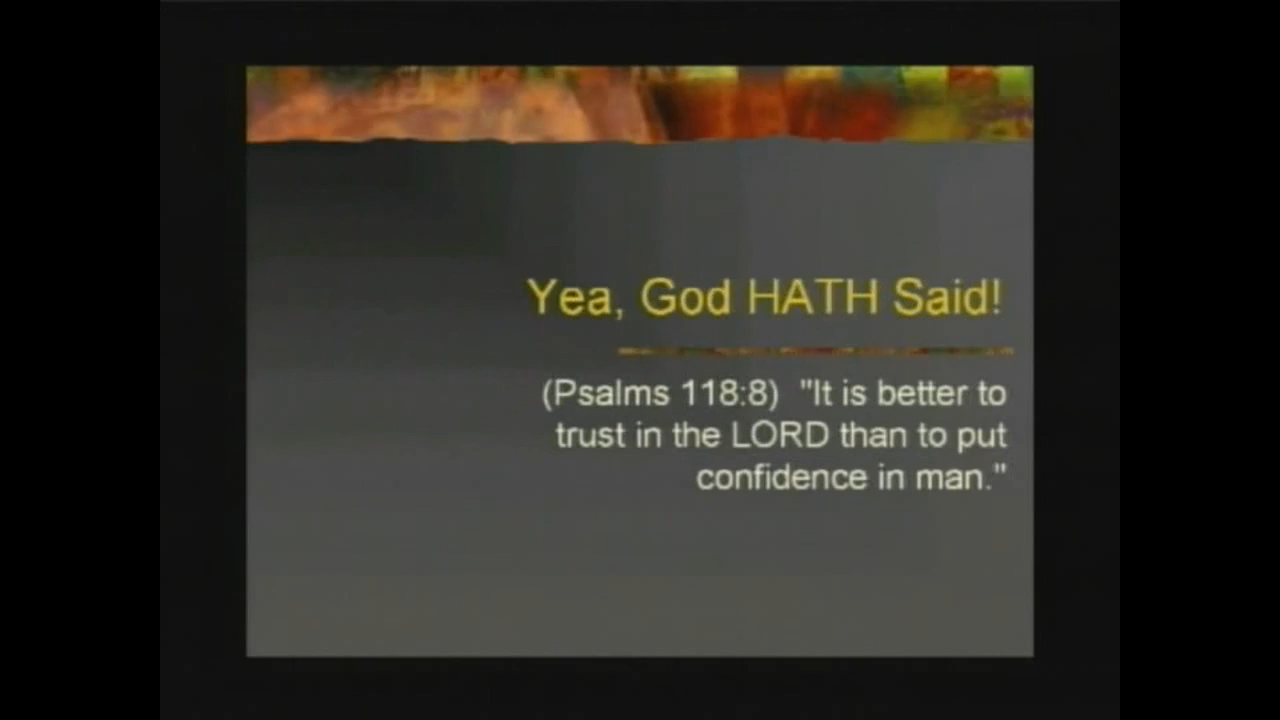 Yea, God HATH Said!
(Psalms 118:8)  "It is better to
trust in the LORD than to put
confidence in man."